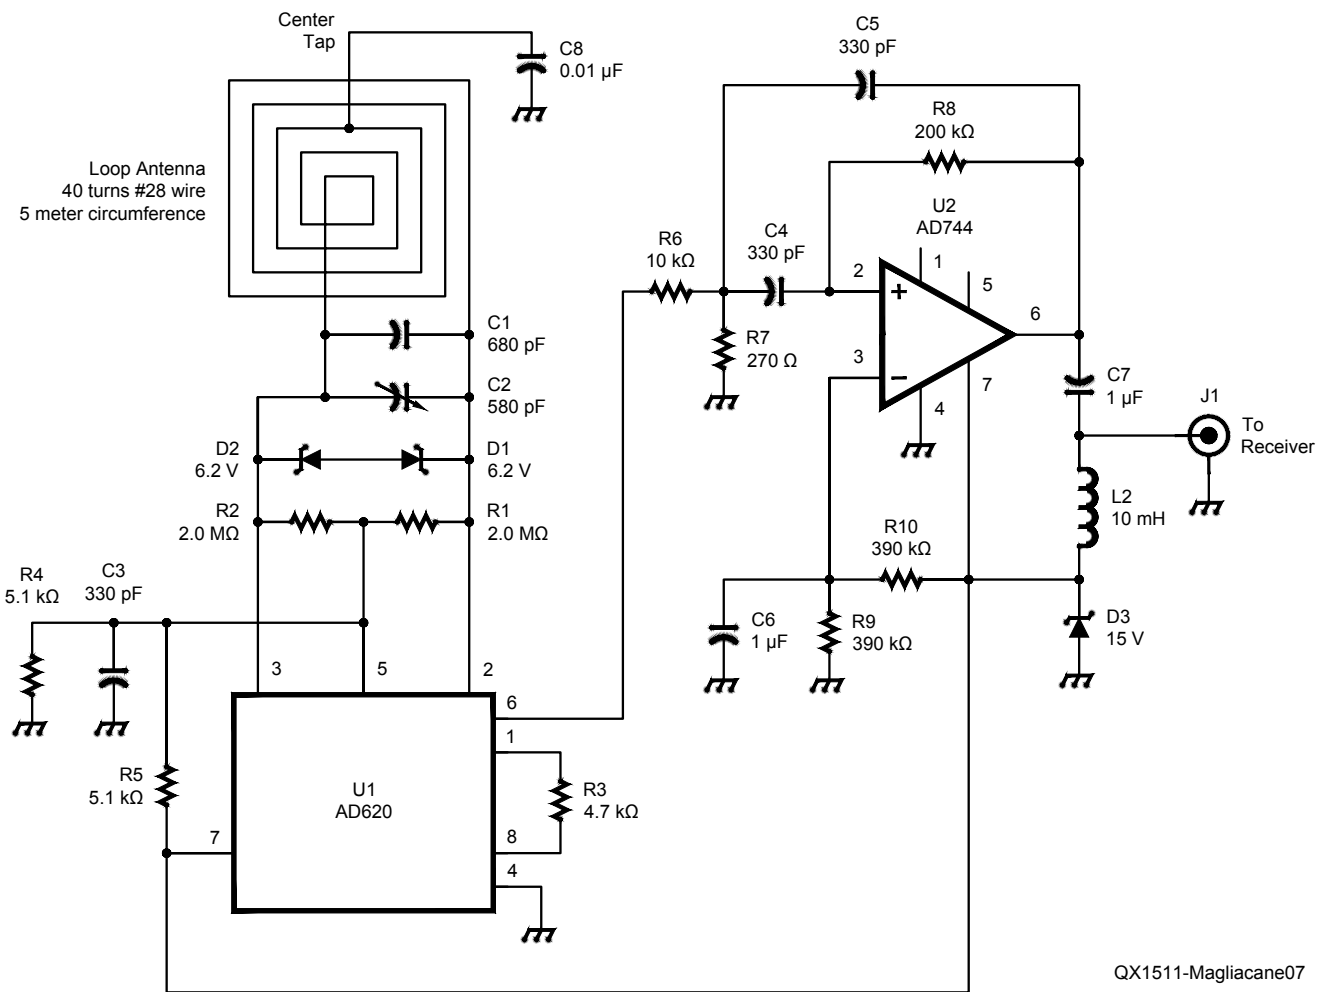 Center
Tap
C8
0.01 µF
Loop Antenna
40 turns #28 wire
5 meter circumference
C1
680 pF
C2
580 pF
D2
6.2 V
D1
6.2 V
R2
2.0 MΩ
R1
2.0 MΩ
R4
5.1 kΩ
C3
330 pF
3
5
2
6
1
8
4
7
U1
AD620
R3
4.7 kΩ
R5
5.1 kΩ
C5
330 pF
R8
200 kΩ
U2
AD744
R6
10 kΩ
C4
330 pF
2
+
1
5
6
R7
270 Ω
3
–
4
7
C7
1 µF
J1
To
Receiver
L2
10 mH
R10
390 kΩ
C6
1 µF
R9
390 kΩ
D3
15 V
QX1511-Magliacane07